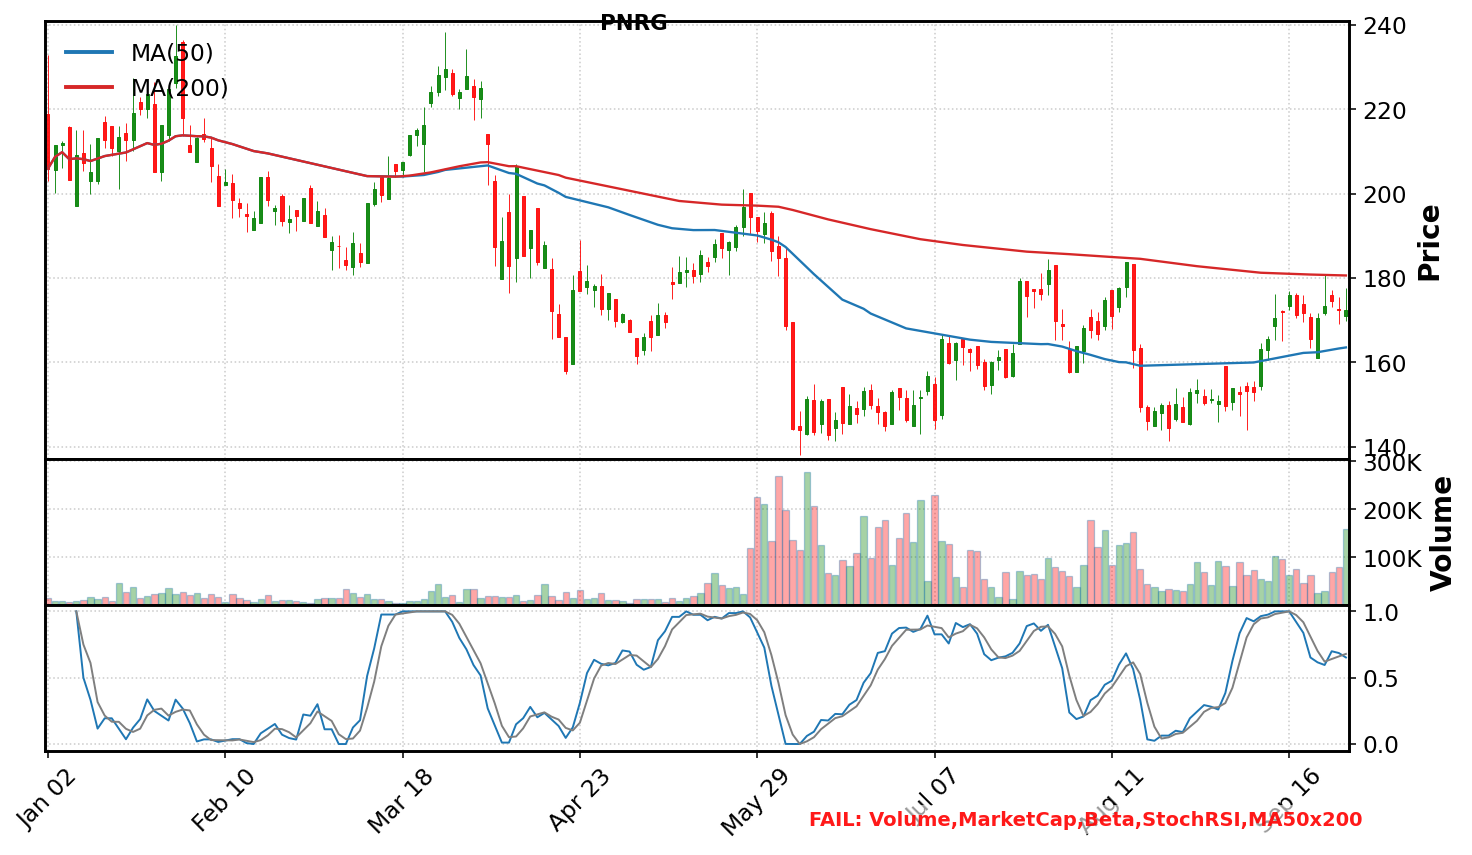 PNRG
MA(50)
MA(200)
240
220
200
180
160
140
Price
300K
200K
100K
Volume
1.0
0.5
0.0
Jan 02
Feb 10
Mar 18
Apr 23
May 29
Jul 07
Aug 11
Sep 16
FAIL: Volume,MarketCap,Beta,StochRSI,MA50x200